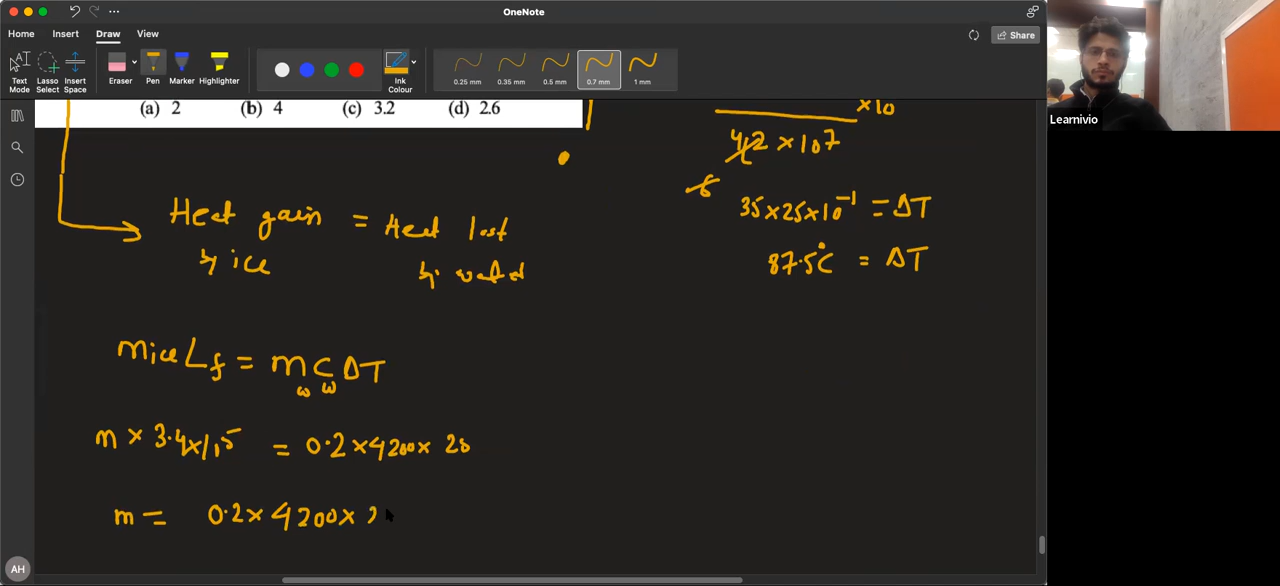 OneNote
Home Insert Draw View
Share
Text Mode
Lasso Select
Insert Space
Eraser
Pen
Marker
Highlighter
Ink Colour
0.25 mm
0.35 mm
0.5 mm
0.7 mm
1 mm
Learnivio
(a) 2 (b) 4 (c) 3.2 (d) 2.6
×10
4.2 × 10⁷
35×25×10⁻¹ = ΔT
87.5°C = ΔT
Heat gain = Heat lost
by ice by water
mice Lf = mw Cw ΔT
m × 3.4×10⁵ = 0.2×4200× 20
m = 0.2× 4200× 2
AH